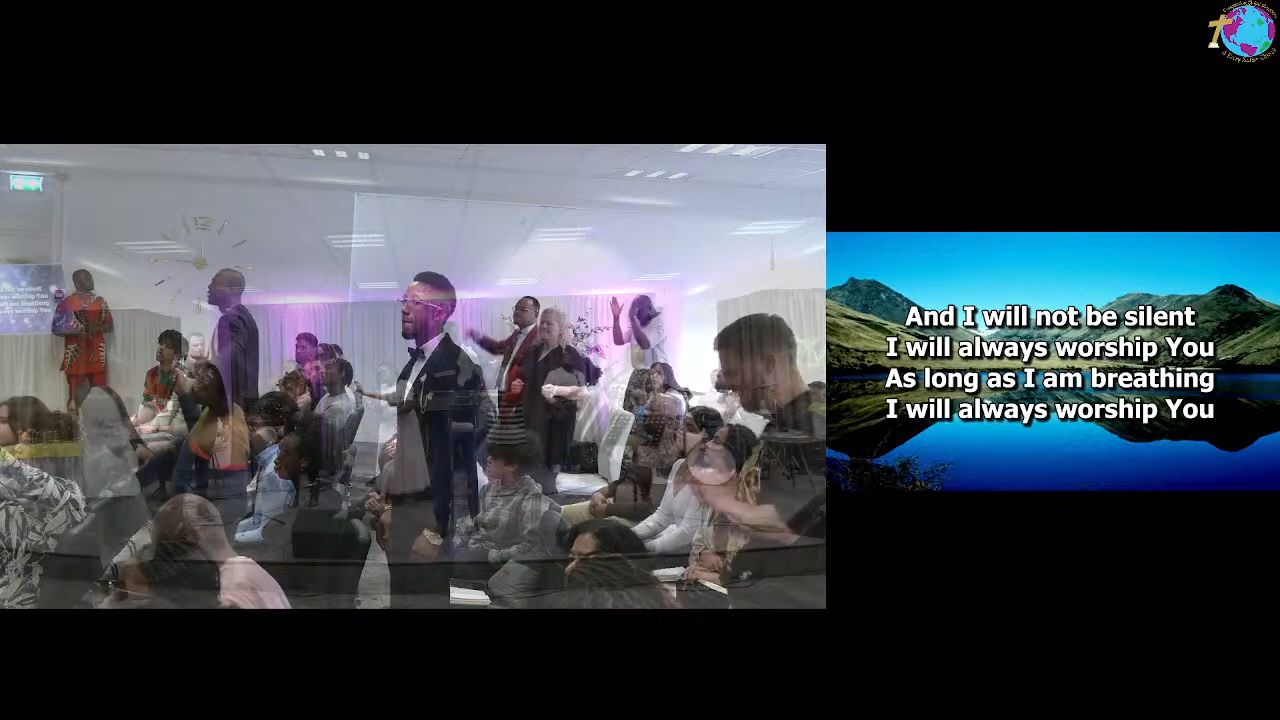 And I will not be silent
I will always worship You
As long as I am breathing
I will always worship You